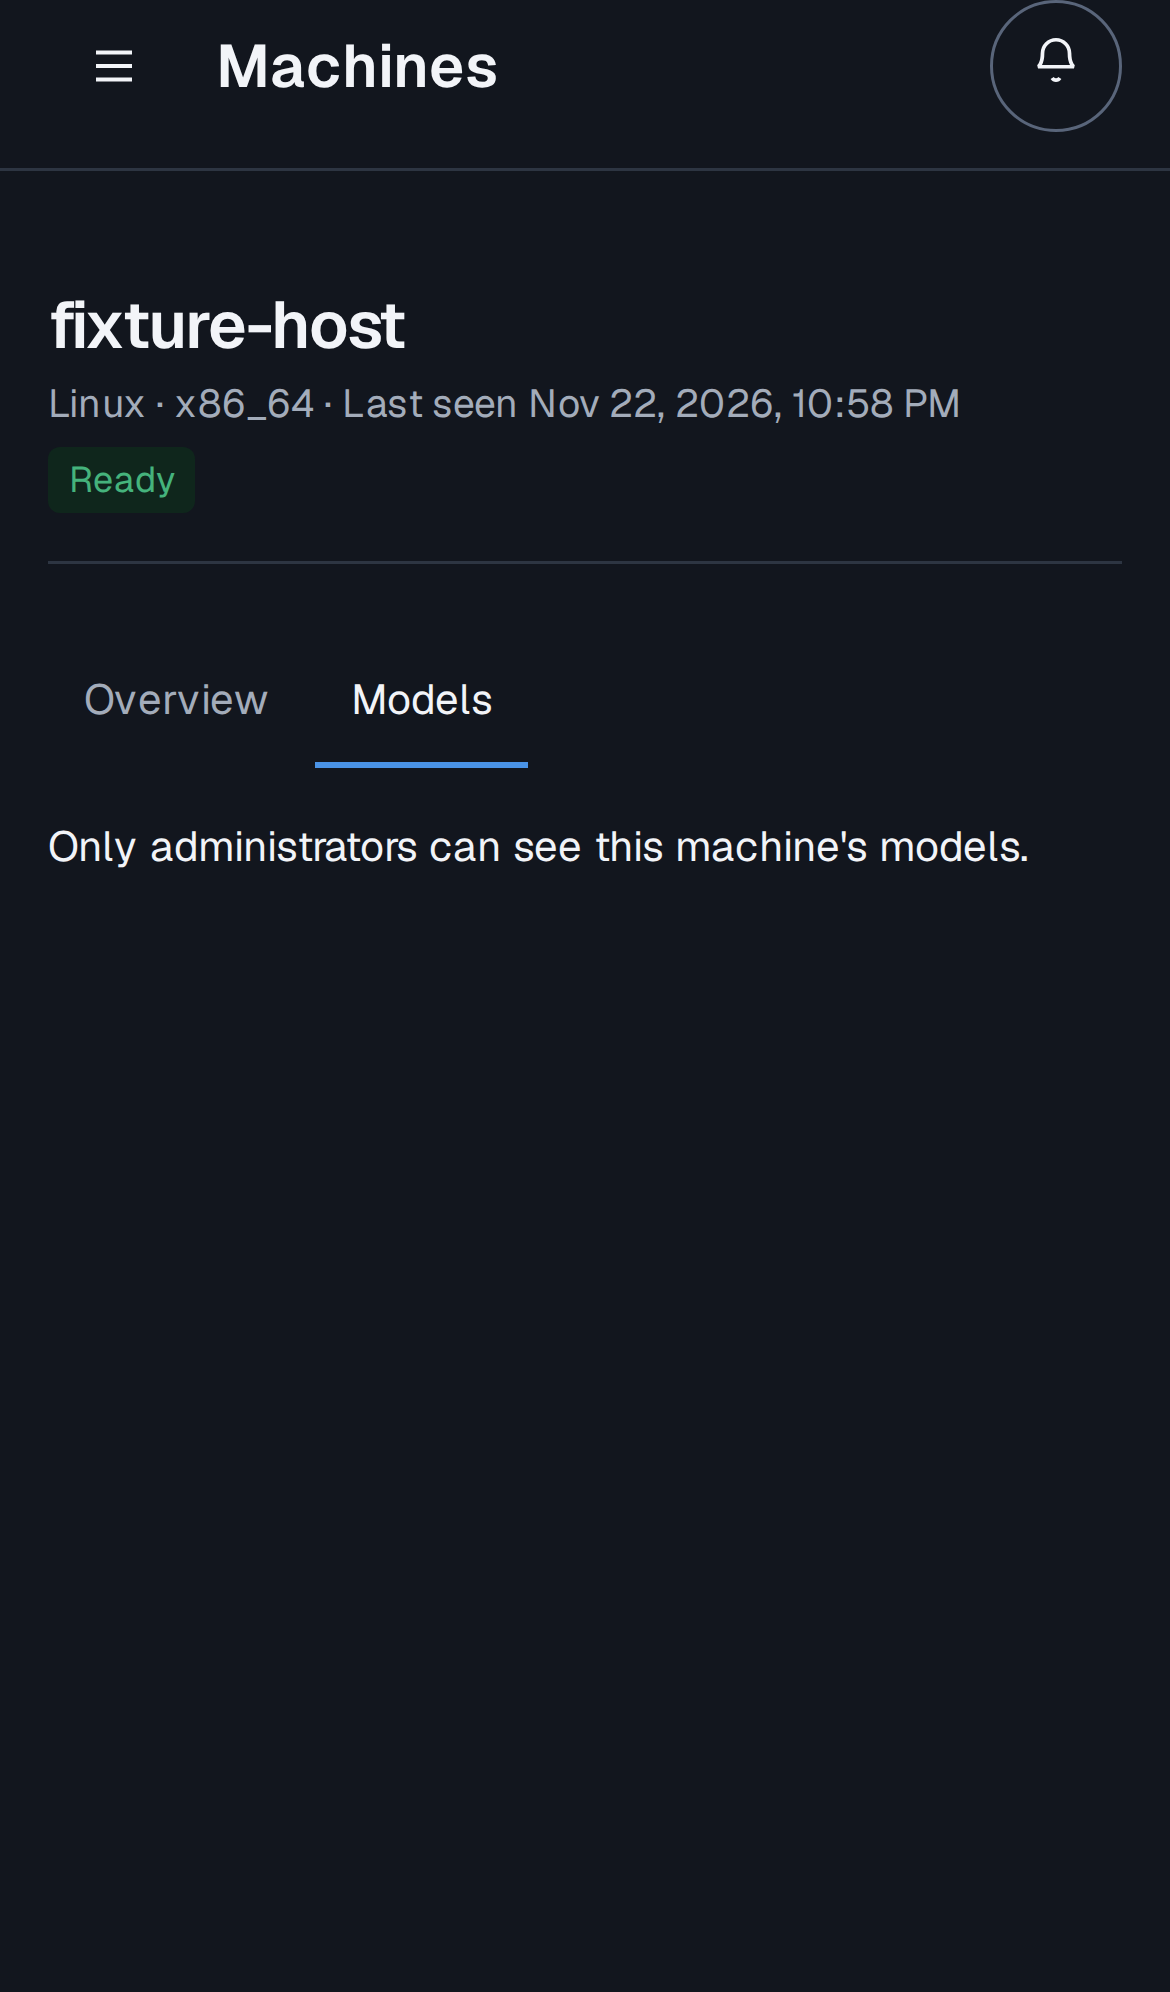 Machines
fixture-host
Linux · x86_64 · Last seen Nov 22, 2026, 10:58 PM
Ready
Overview Models
Only administrators can see this machine's models.